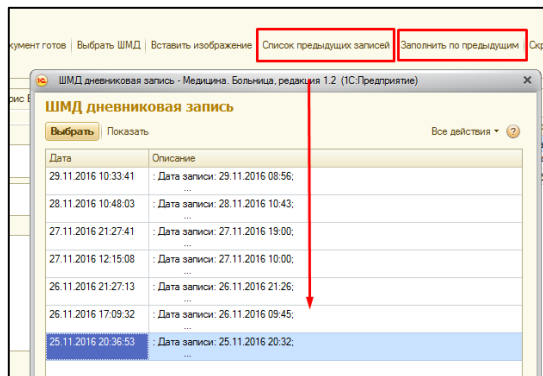 кумент готов Выбрать ШМД Вставить изображение Список предыдущих записей Заполнить по предыдущим Скр
рис Е
ШМД дневниковая запись - Медицина. Больница, редакция 1.2 (1С:Предприятие)
ШМД дневниковая запись
Выбрать Показать Все действия
Дата Описание
29.11.2016 10:33:41 : Дата записи: 29.11.2016 08:56;
...
28.11.2016 10:48:03 : Дата записи: 28.11.2016 10:43;
...
27.11.2016 21:27:41 : Дата записи: 27.11.2016 19:00;
...
27.11.2016 12:15:08 : Дата записи: 27.11.2016 10:00;
...
26.11.2016 21:27:13 : Дата записи: 26.11.2016 21:26;
...
26.11.2016 17:09:32 : Дата записи: 26.11.2016 09:45;
...
25.11.2016 20:36:53 : Дата записи: 25.11.2016 20:32;
...